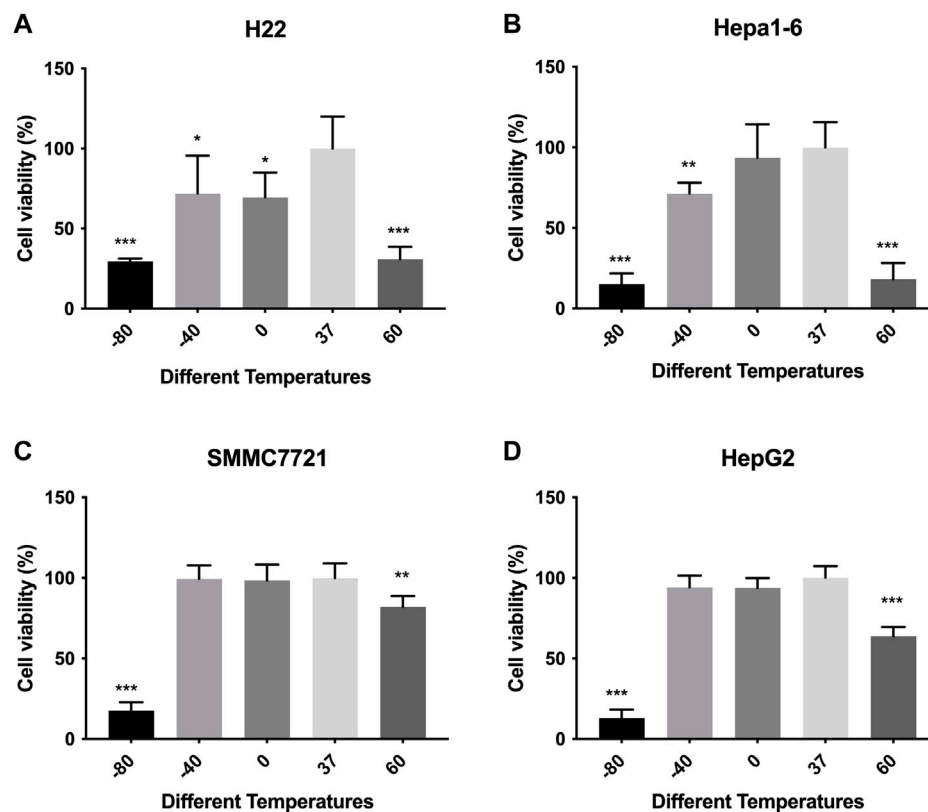 A
H22
Cell viability (%)
150
100
50
0
***
*
*
***
-80
-40
0
37
60
Different Temperatures
B
Hepa1-6
Cell viability (%)
150
100
50
0
***
**
***
-80
-40
0
37
60
Different Temperatures
C
SMMC7721
Cell viability (%)
150
100
50
0
***
**
-80
-40
0
37
60
Different Temperatures
D
HepG2
Cell viability (%)
150
100
50
0
***
***
-80
-40
0
37
60
Different Temperatures